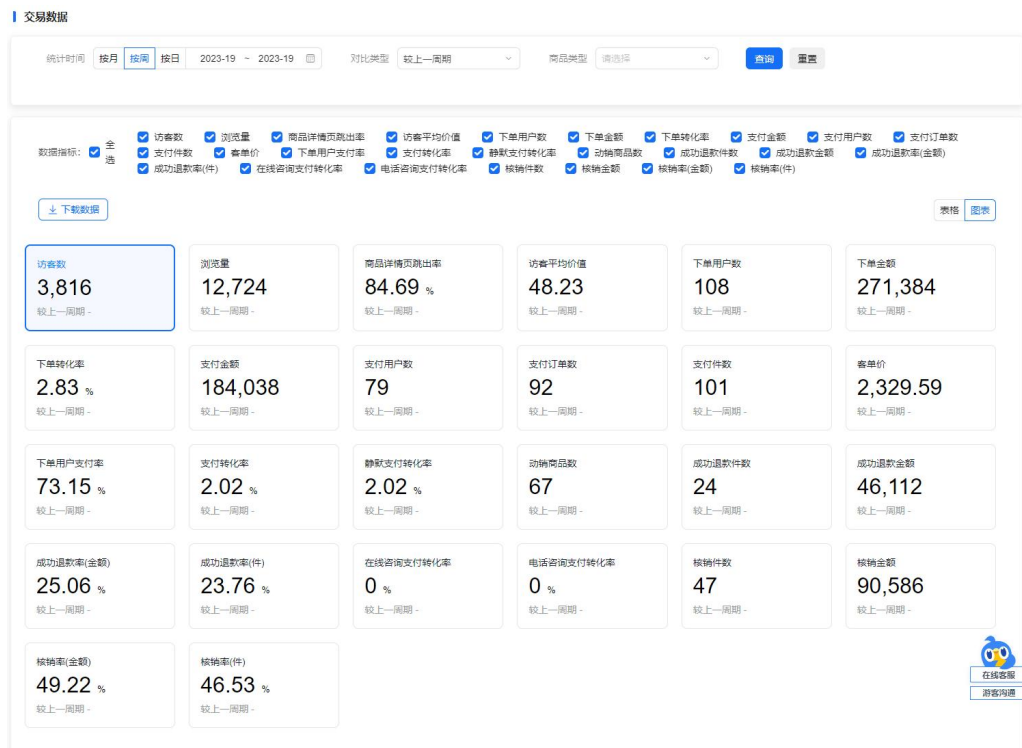 交易数据
统计时间 按月 按周 按日 2023-19 ~ 2023-19 对比类型 较上一周期 商品类型 请选择 查询 重置
数据指标: 全选
访客数 浏览量 商品详情页跳出率 访客平均价值 下单用户数 下单金额 下单转化率 支付金额 支付用户数 支付订单数
支付件数 客单价 下单用户支付率 支付转化率 静默支付转化率 动销商品数 成功退款件数 成功退款金额 成功退款率(金额)
成功退款率(件) 在线咨询支付转化率 电话咨询支付转化率 核销件数 核销金额 核销率(金额) 核销率(件)
下载数据 表格 图表
访客数 浏览量 商品详情页跳出率 访客平均价值 下单用户数 下单金额
3,816 12,724 84.69 % 48.23 108 271,384
较上一周期 - 较上一周期 - 较上一周期 - 较上一周期 - 较上一周期 - 较上一周期 -
下单转化率 支付金额 支付用户数 支付订单数 支付件数 客单价
2.83 % 184,038 79 92 101 2,329.59
较上一周期 - 较上一周期 - 较上一周期 - 较上一周期 - 较上一周期 - 较上一周期 -
下单用户支付率 支付转化率 静默支付转化率 动销商品数 成功退款件数 成功退款金额
73.15 % 2.02 % 2.02 % 67 24 46,112
较上一周期 - 较上一周期 - 较上一周期 - 较上一周期 - 较上一周期 - 较上一周期 -
成功退款率(金额) 成功退款率(件) 在线咨询支付转化率 电话咨询支付转化率 核销件数 核销金额
25.06 % 23.76 % 0 % 0 % 47 90,586
较上一周期 - 较上一周期 - 较上一周期 - 较上一周期 - 较上一周期 - 较上一周期 -
核销率(金额) 核销率(件)
49.22 % 46.53 %
较上一周期 - 较上一周期 -
在线客服
游客沟通